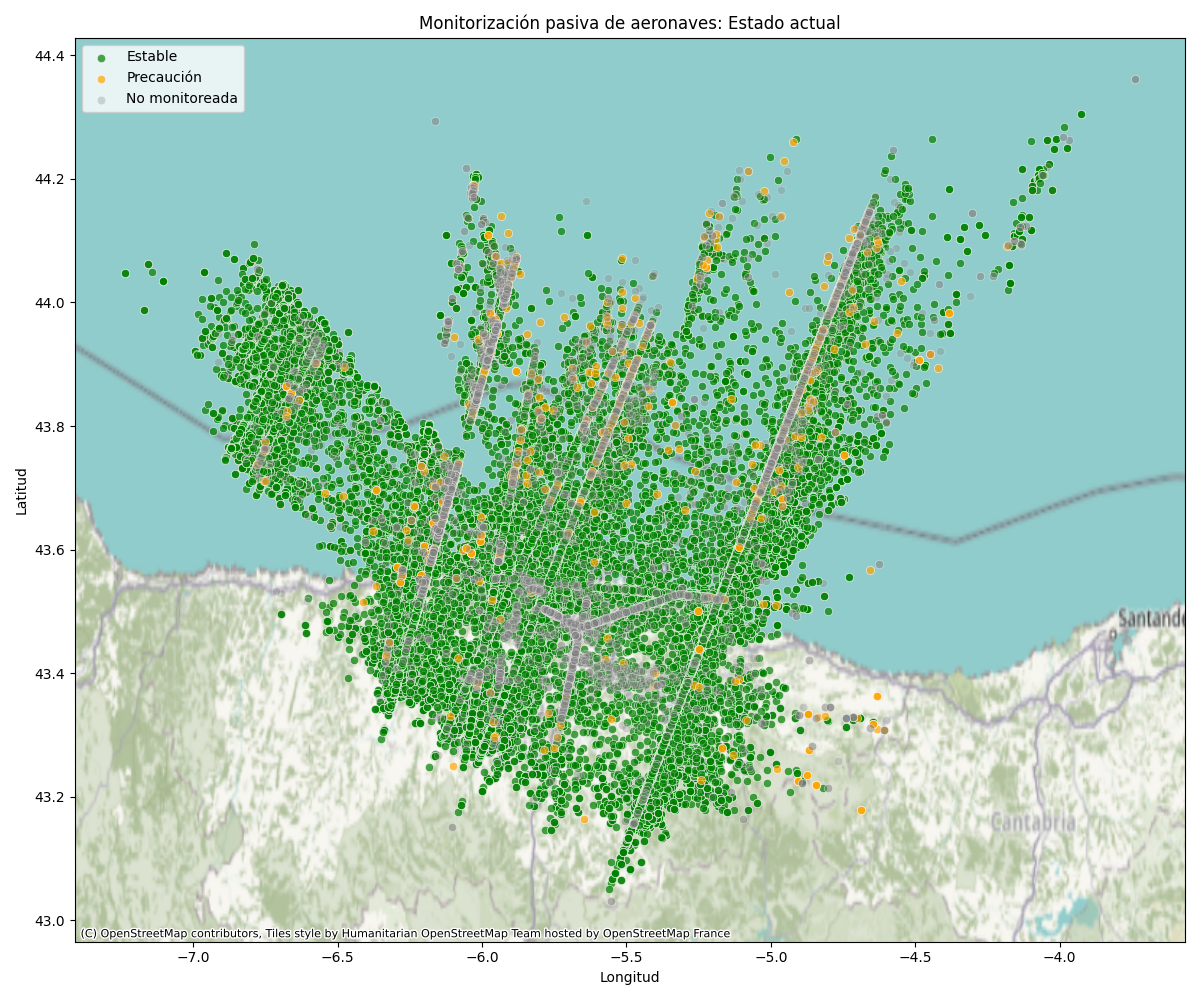 Monitorización pasiva de aeronaves: Estado actual
Estable
Precaución
No monitoreada
44.4
44.2
44.0
43.8
43.6
43.4
43.2
43.0
Latitud
Santande
Cantabria
(C) OpenStreetMap contributors, Tiles style by Humanitarian OpenStreetMap Team hosted by OpenStreetMap France
−7.0 −6.5 −6.0 −5.5 −5.0 −4.5 −4.0
Longitud